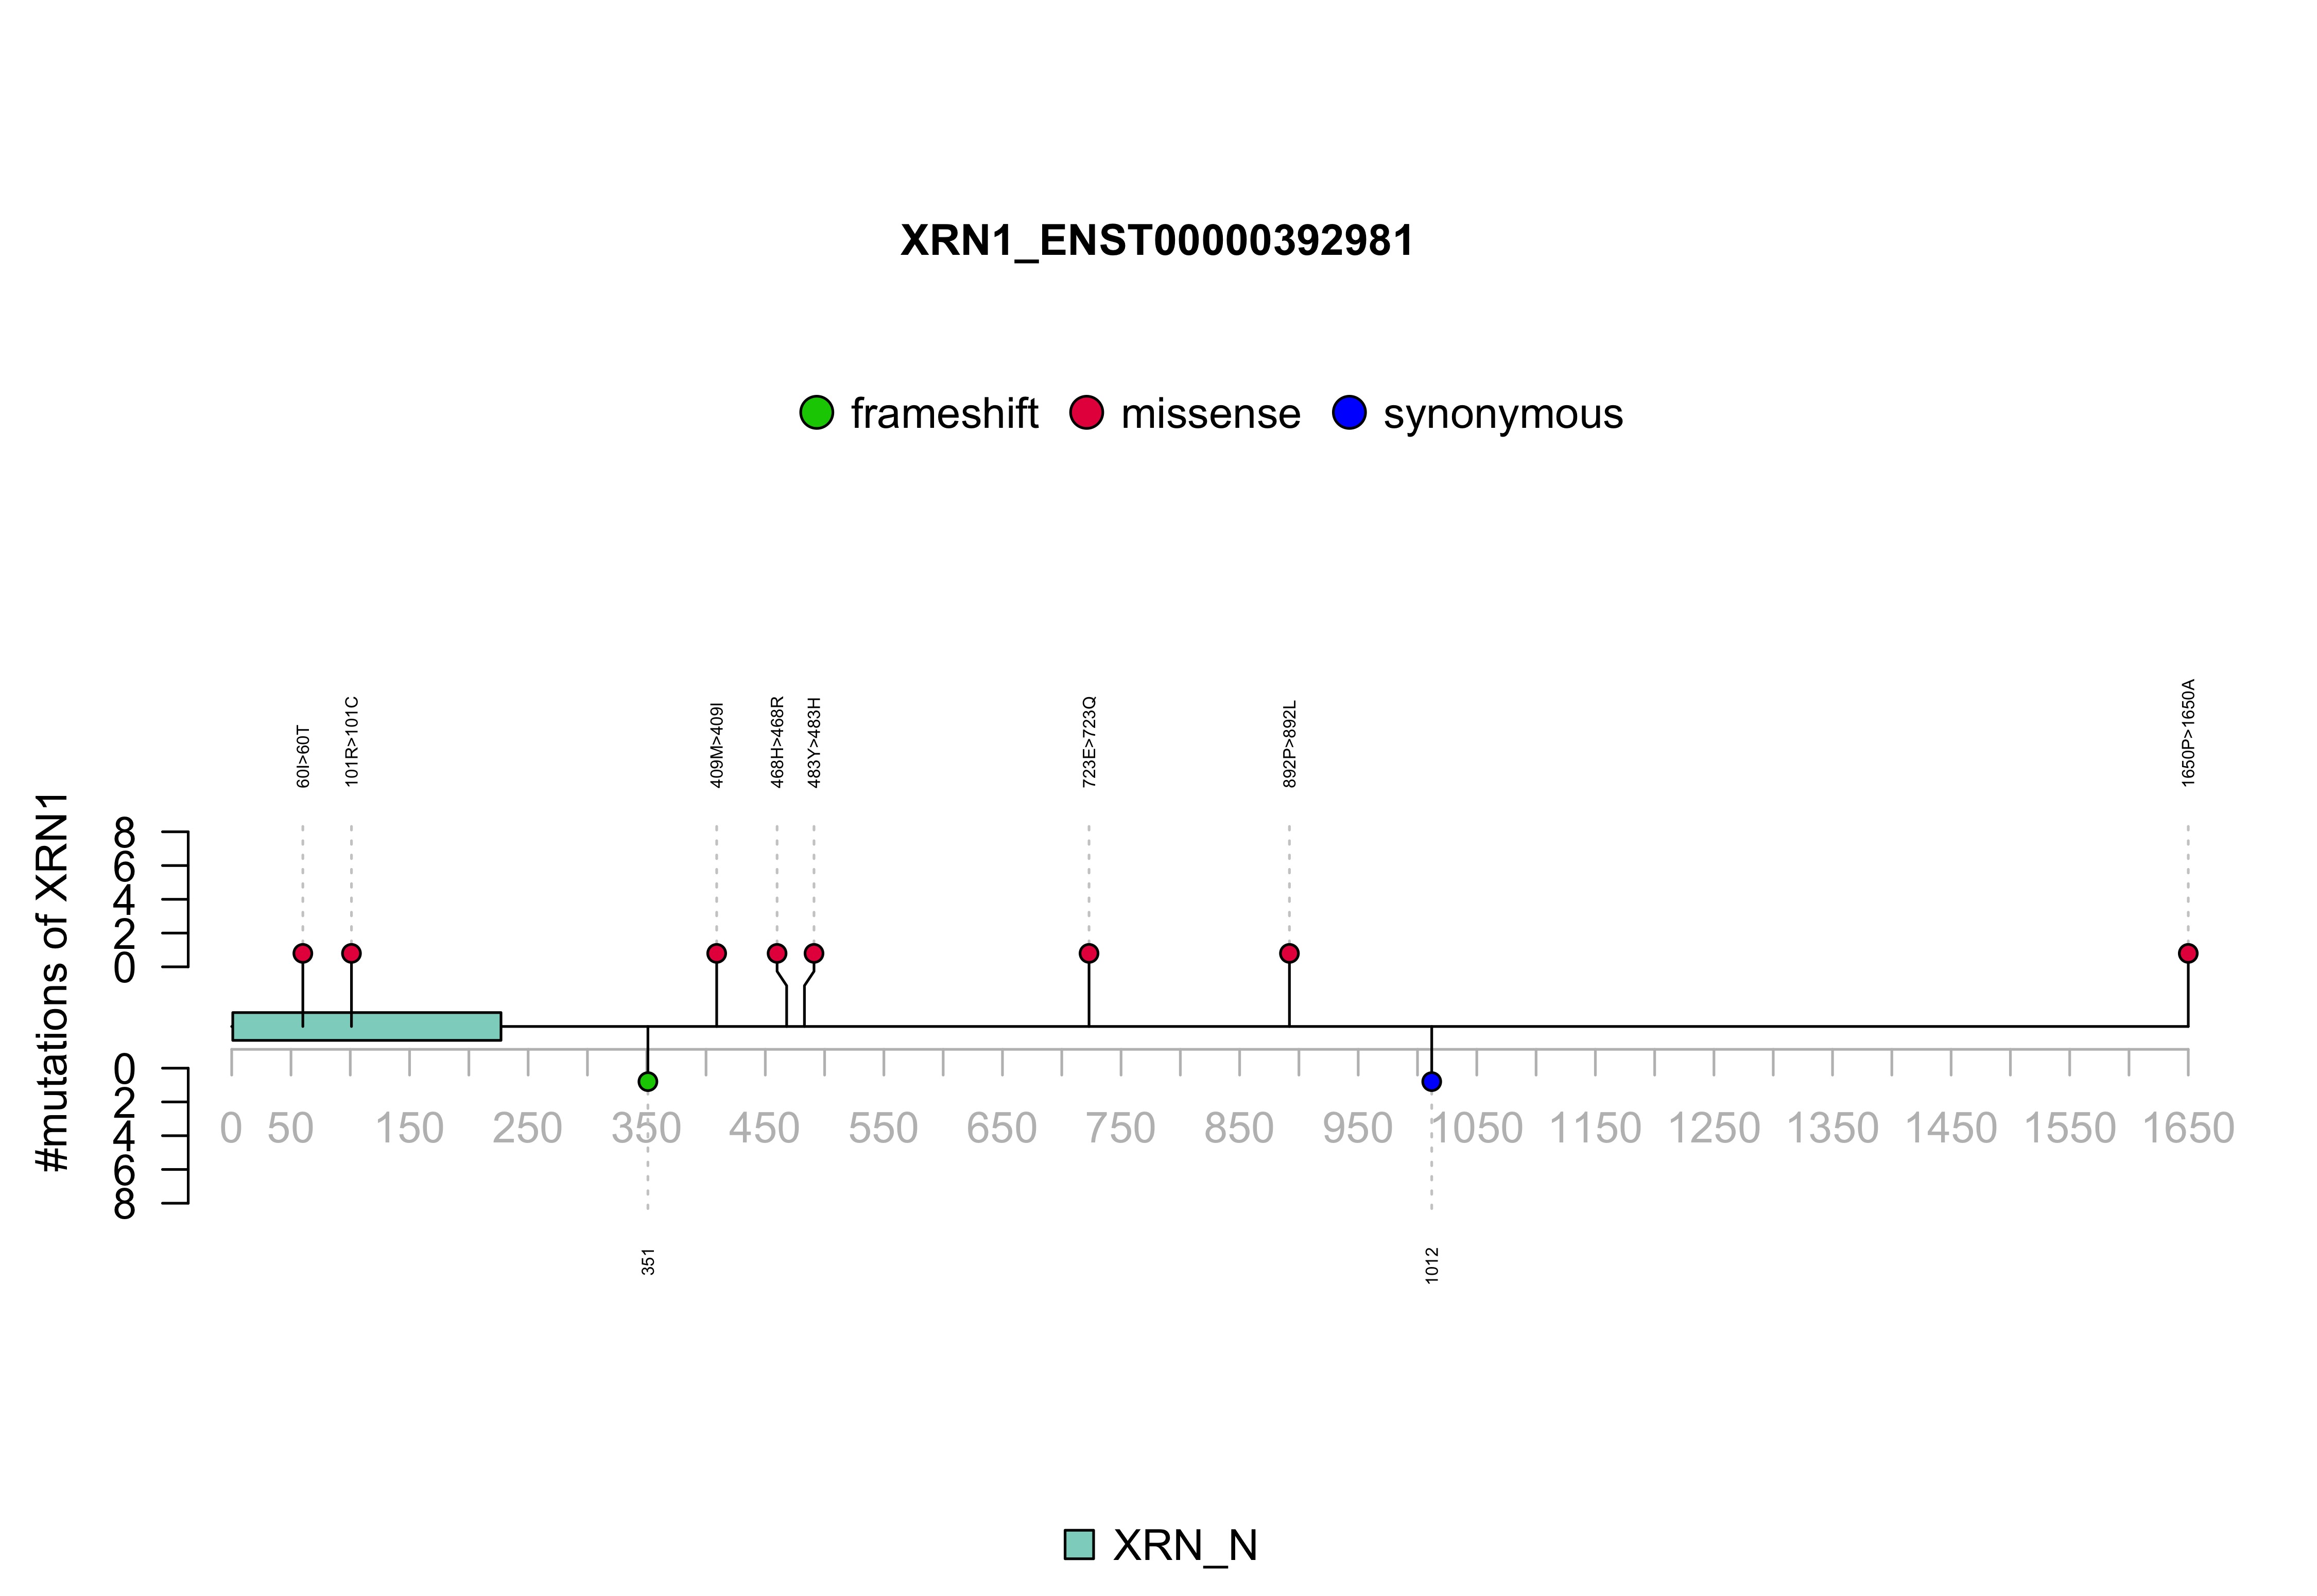 XRN1_ENST00000392981
frameshift missense synonymous
60I>60T
101R>101C
409M>409I
468H>468R
483Y>483H
723E>723Q
892P>892L
1650P>1650A
#mutations of XRN1
8
6
4
2
0
0
2
4
6
8
0 50 150 250 350 450 550 650 750 850 950 1050 1150 1250 1350 1450 1550 1650
351
1012
XRN_N